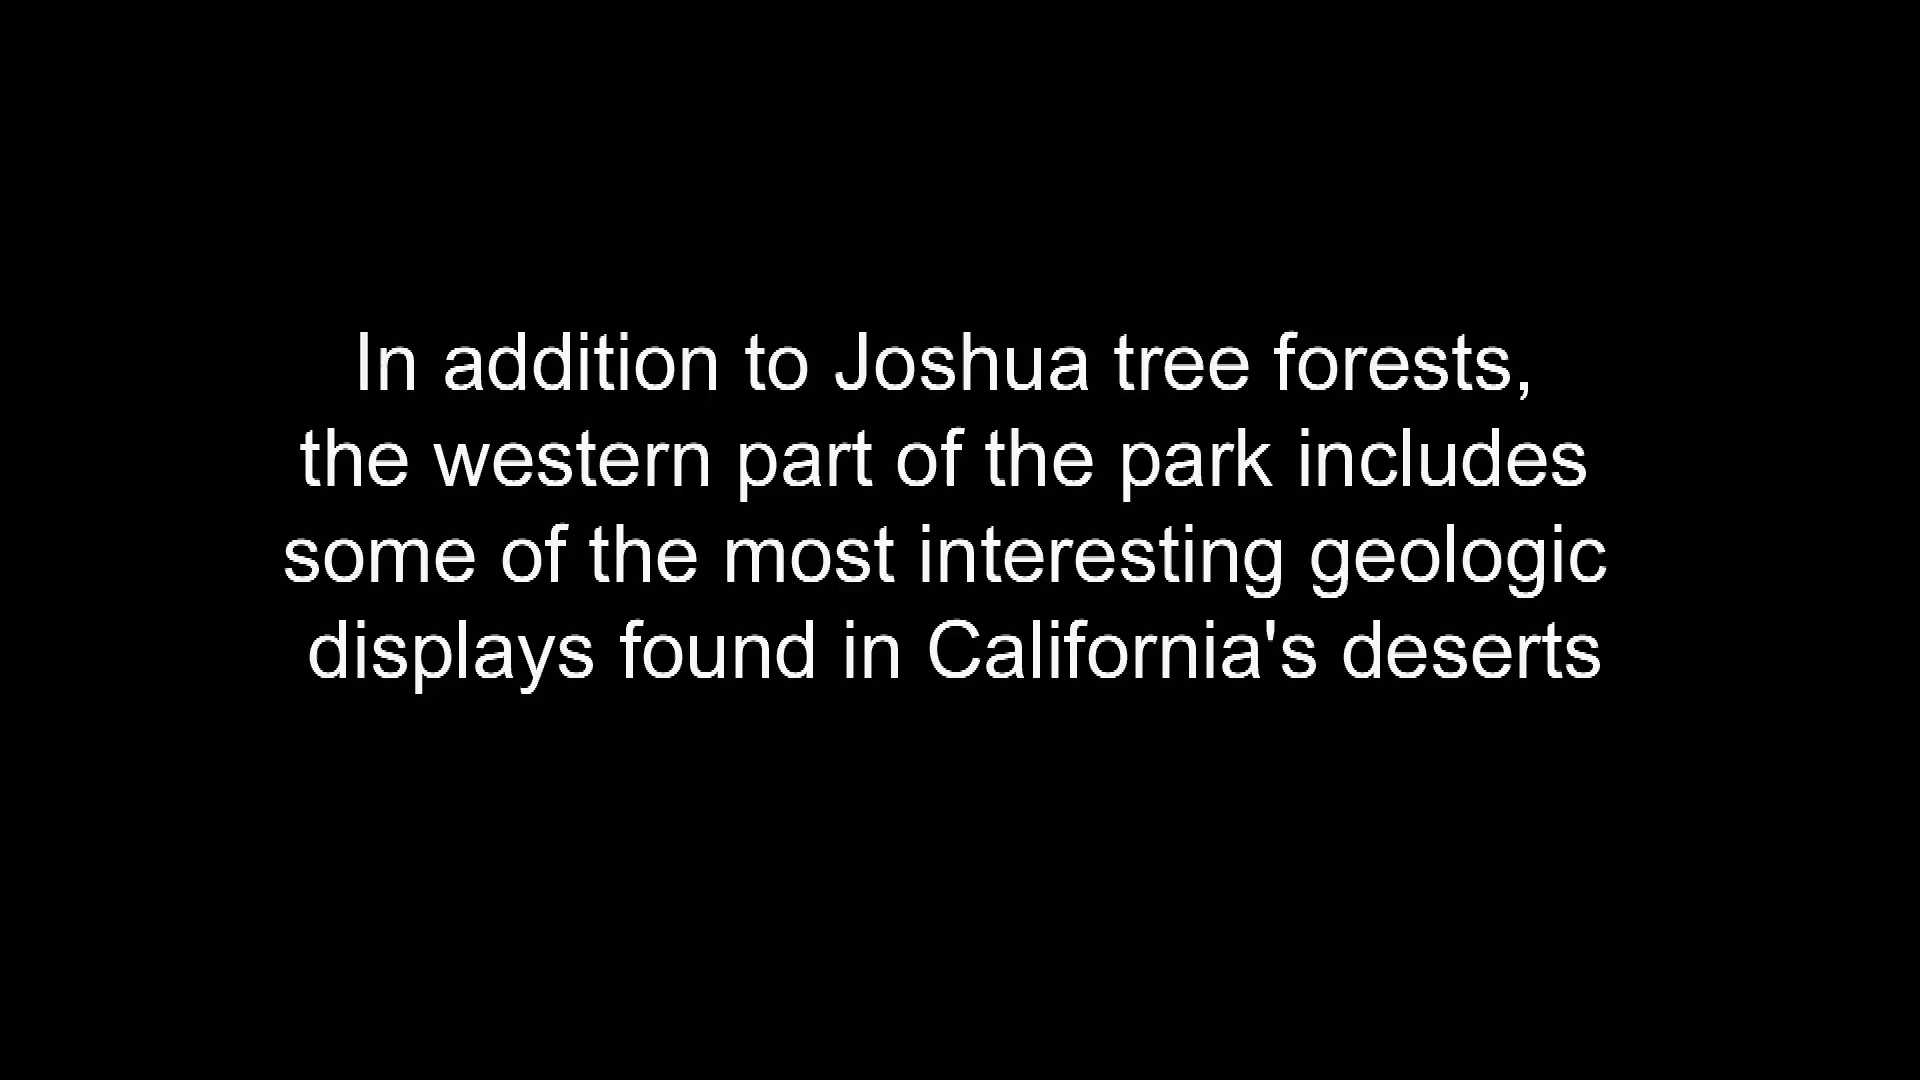 In addition to Joshua tree forests,
the western part of the park includes
some of the most interesting geologic
displays found in California's deserts